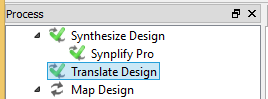 Process
Synthesize Design
Synplify Pro
Translate Design
Map Design